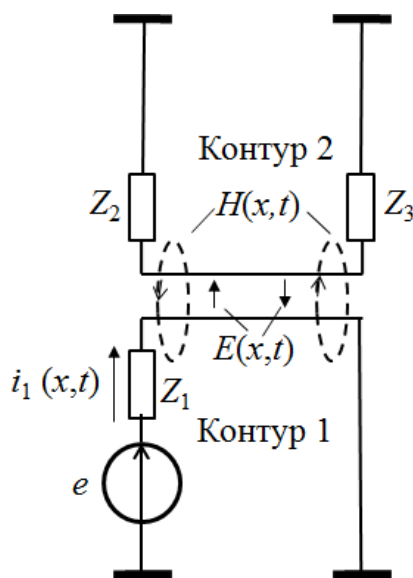 Контур 2
Z2 H(x,t) Z3
E(x,t)
i1 (x,t) Z1
Контур 1
e